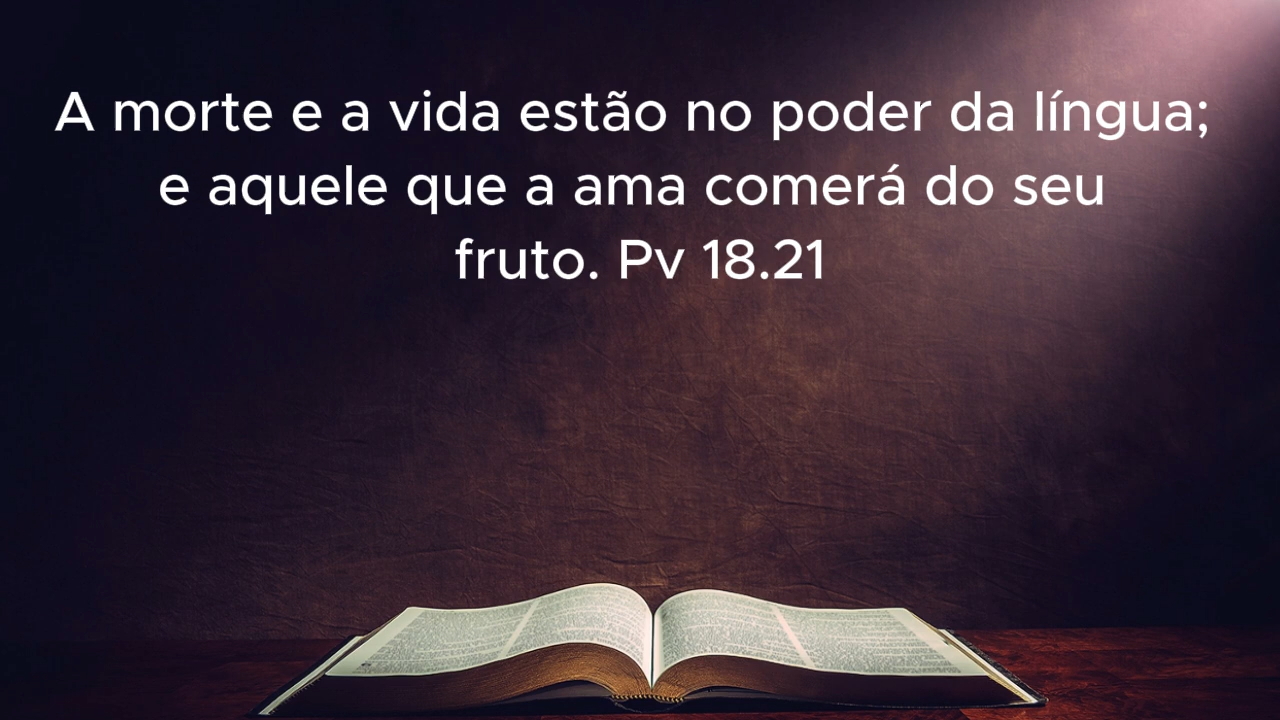 A morte e a vida estão no poder da língua;
e aquele que a ama comerá do seu
fruto. Pv 18.21